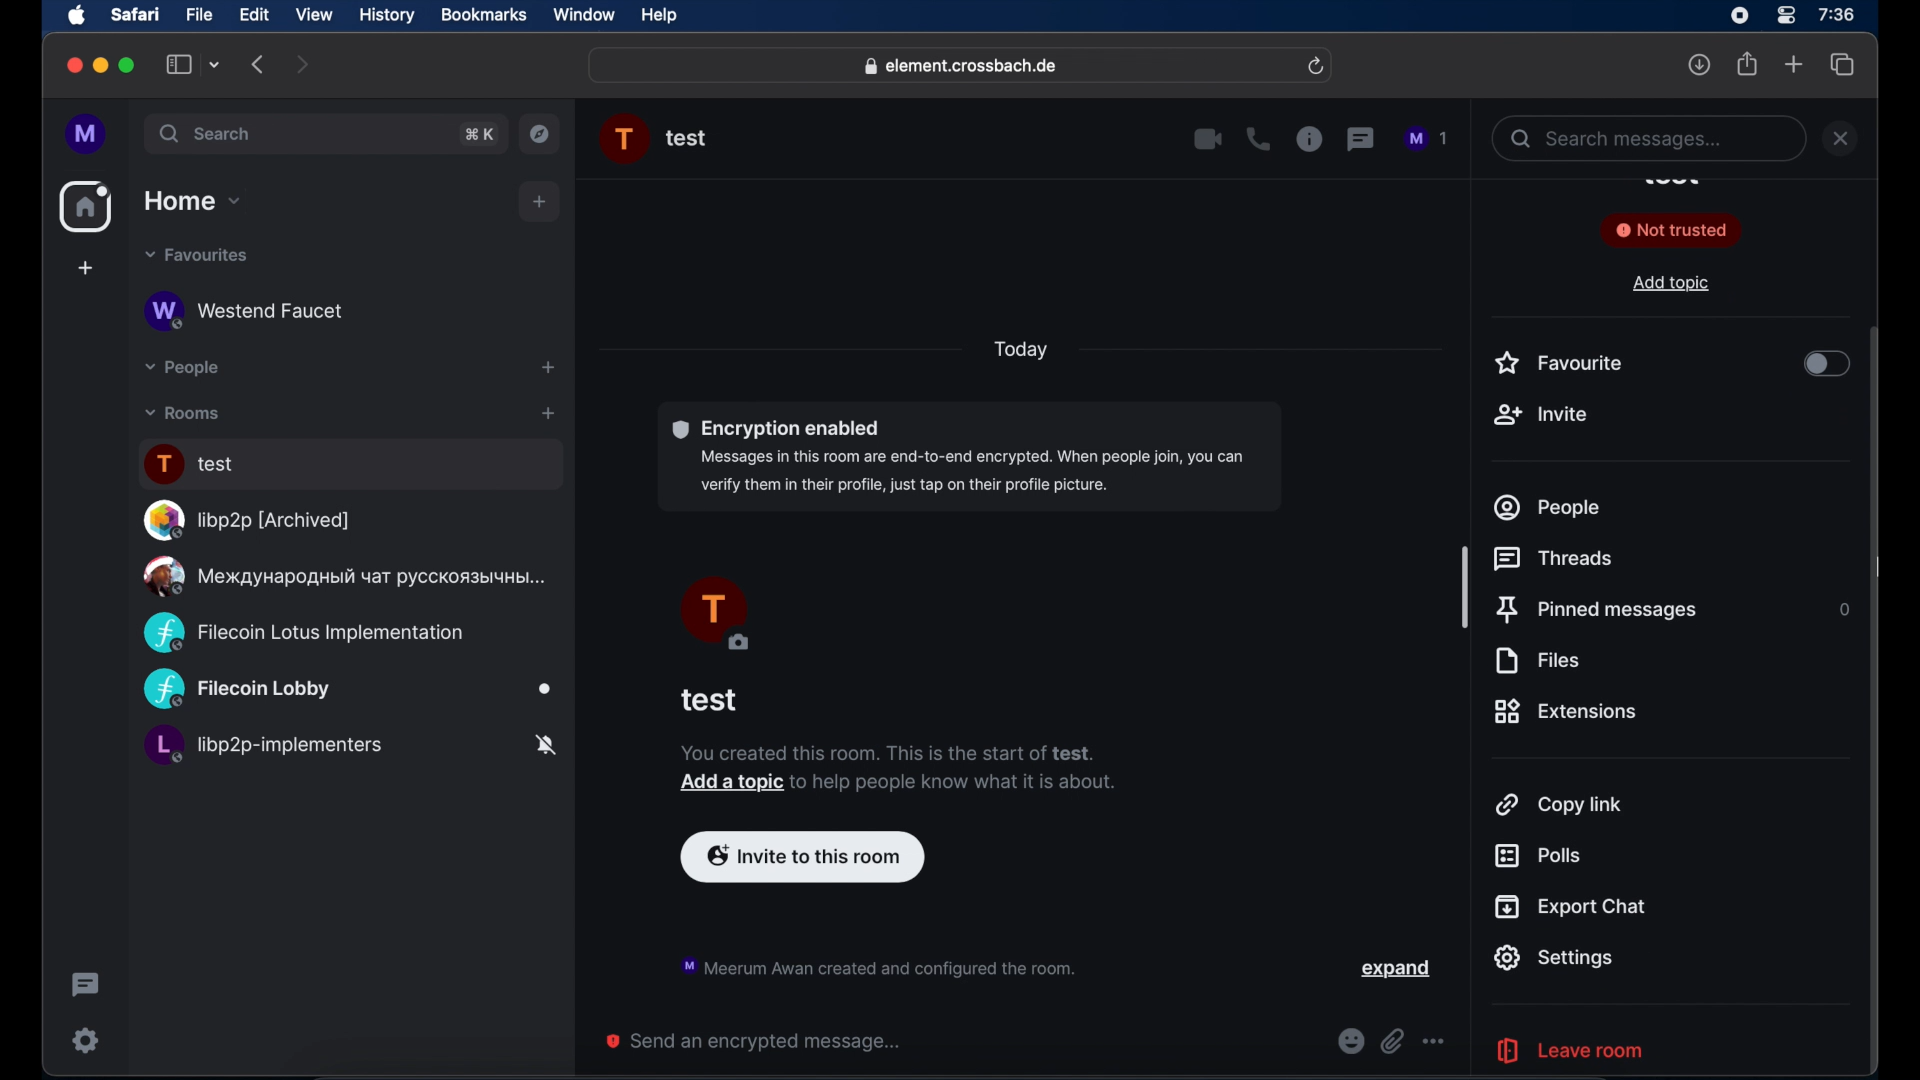 Safari File Edit View History Bookmarks Window Help 7:36
element.crossbach.de
M
Search ⌘ K
Home
Favourites
W Westend Faucet
People
Rooms
T test
libp2p [Archived]
Международный чат русскоязычны...
Filecoin Lotus Implementation
Filecoin Lobby
L libp2p-implementers
T test
M 1
Today
Encryption enabled
Messages in this room are end-to-end encrypted. When people join, you can
verify them in their profile, just tap on their profile picture.
T
test
You created this room. This is the start of test.
Add a topic to help people know what it is about.
Invite to this room
M Meerum Awan created and configured the room. expand
Send an encrypted message...
Search messages...
Not trusted
Add topic
Favourite
Invite
People
Threads
Pinned messages 0
Files
Extensions
Copy link
Polls
Export Chat
Settings
Leave room